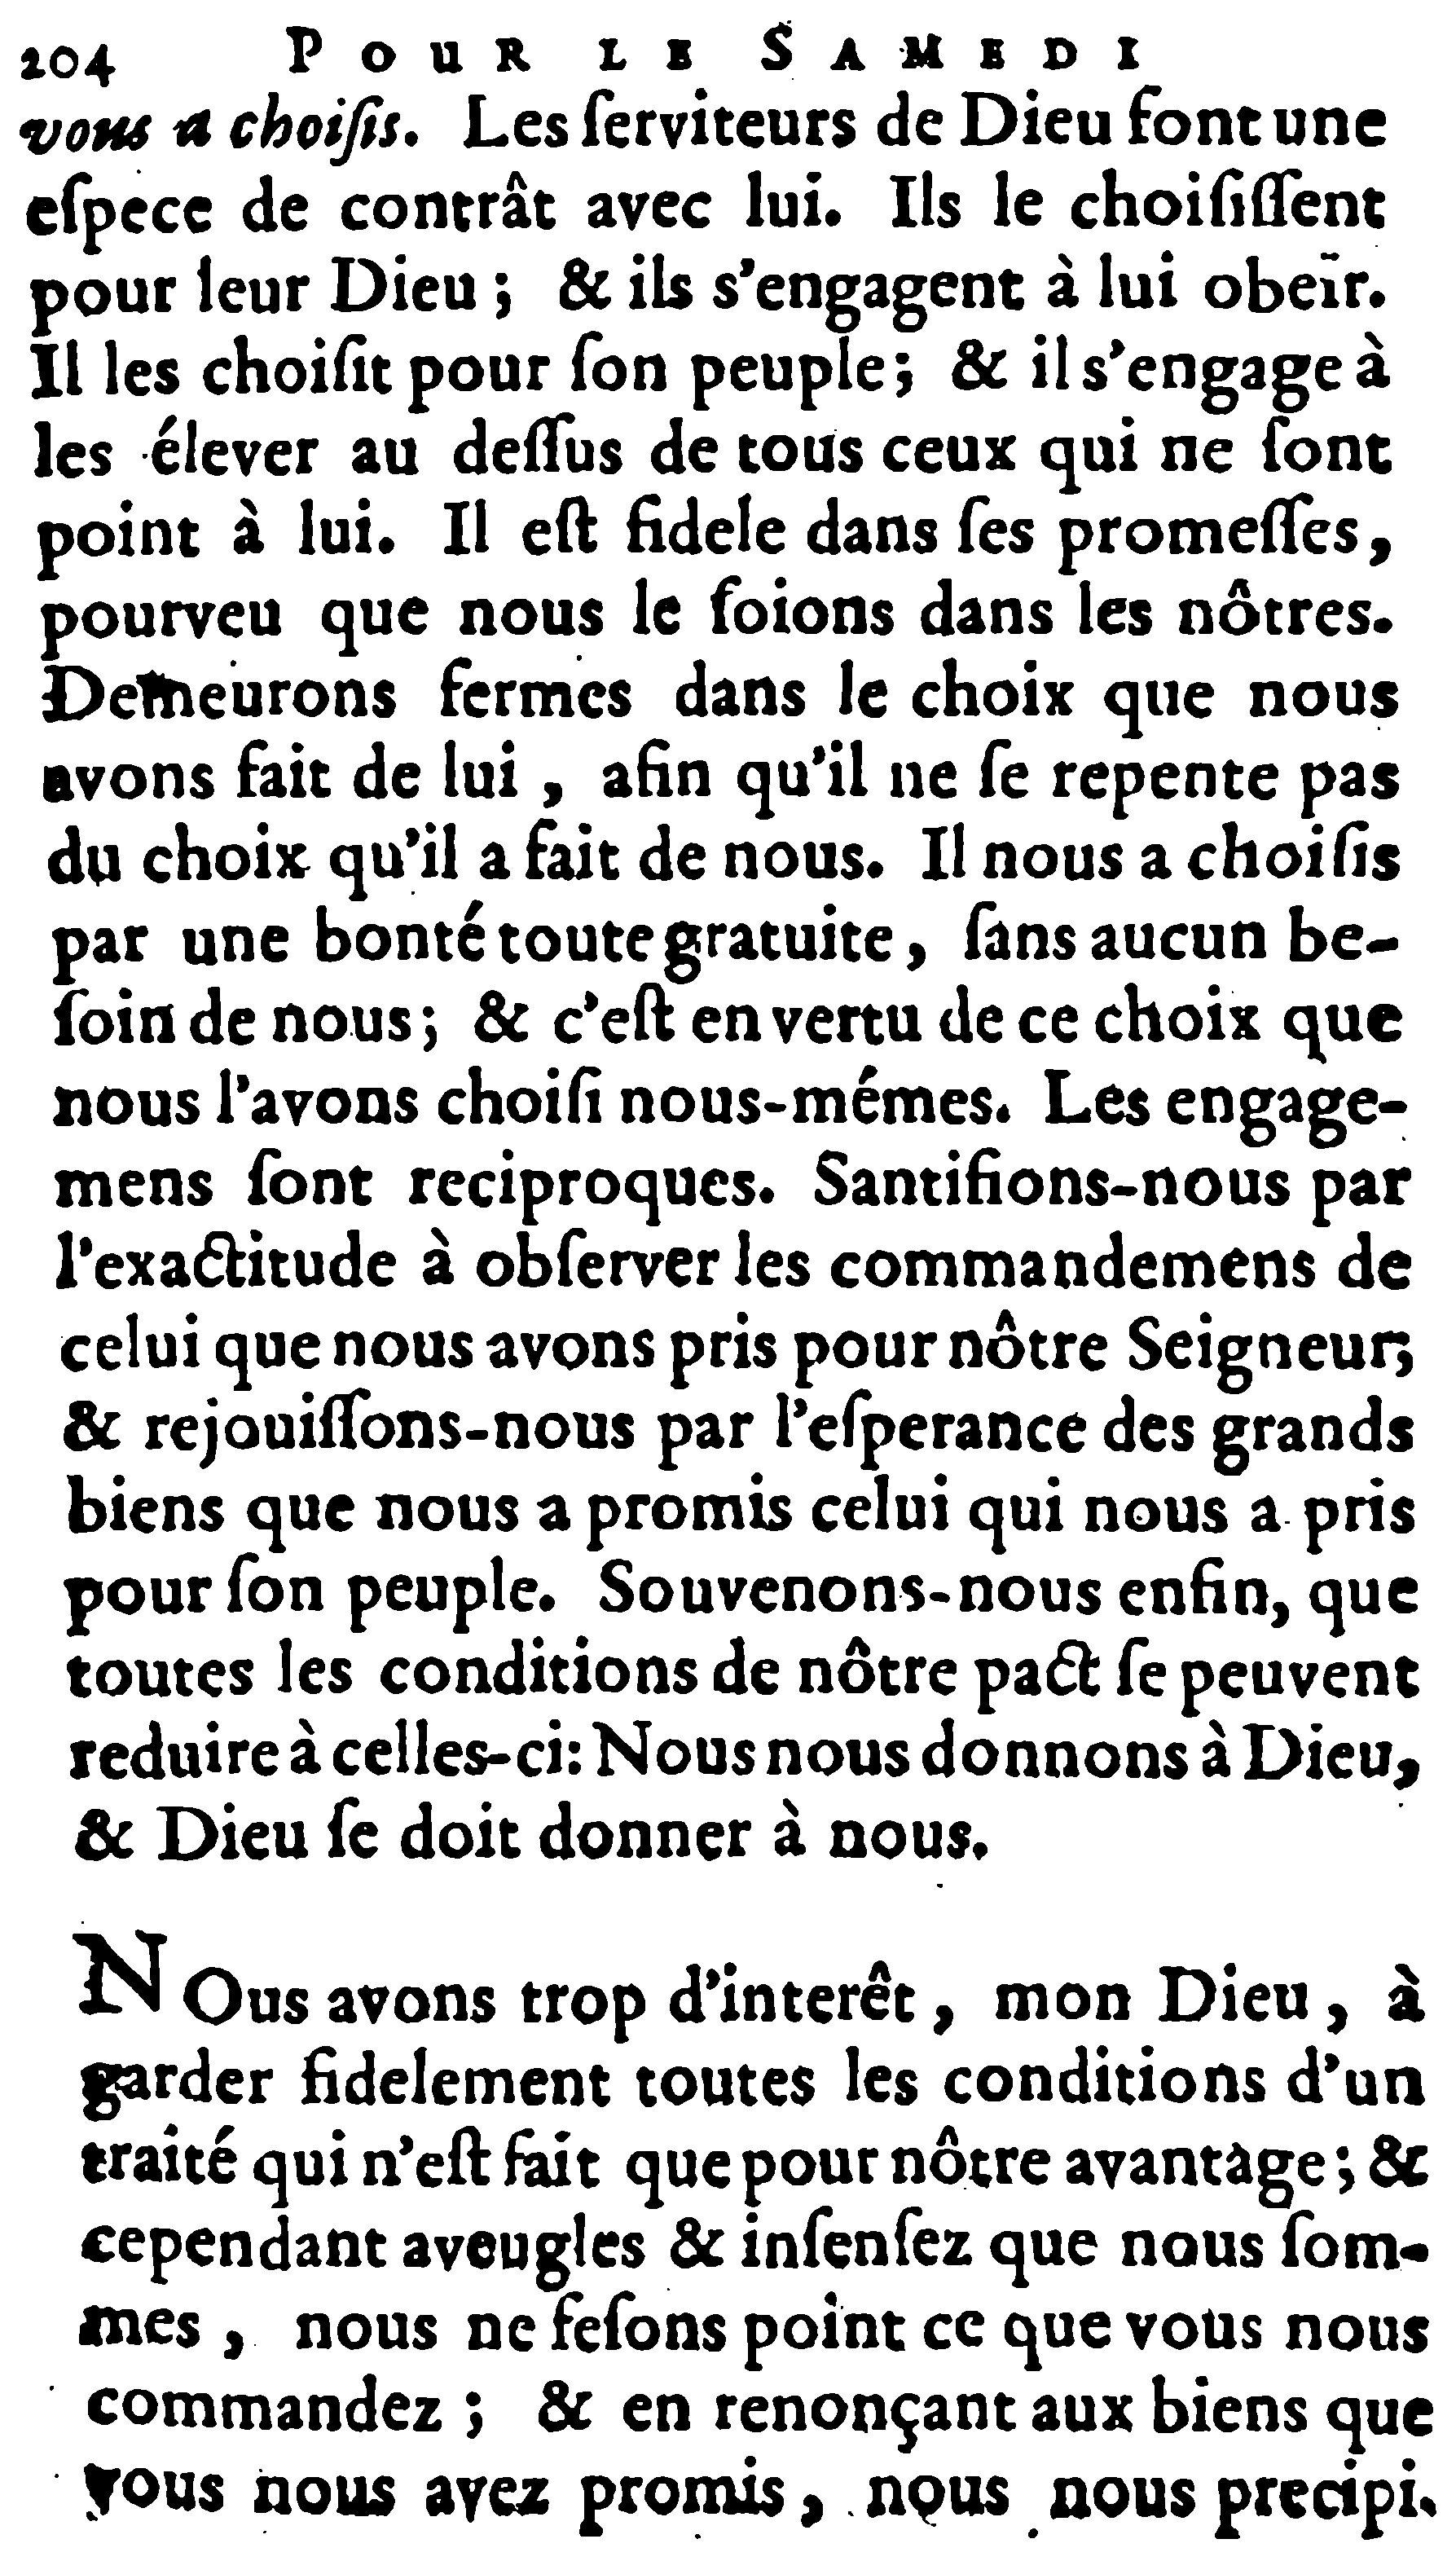 204 POUR LE SAMEDI
vous a choiſis. Les ſerviteurs de Dieu font une
eſpece de contrât avec lui. Ils le choiſiſſent
pour leur Dieu ; & ils s'engagent à lui obeïr.
Il les choiſit pour ſon peuple ; & il s'engage à
les élever au deſſus de tous ceux qui ne ſont
point à lui. Il eſt fidele dans ſes promeſſes,
pourveu que nous le ſoions dans les nôtres.
Demeurons fermes dans le choix que nous
avons fait de lui , afin qu'il ne ſe repente pas
du choix qu'il a fait de nous. Il nous a choiſis
par une bonté toute gratuite, ſans aucun be-
ſoin de nous; & c'eſt en vertu de ce choix que
nous l'avons choiſi nous-mémes. Les engage-
mens ſont reciproques. Santifions-nous par
l'exactitude à obſerver les commandemens de
celui que nous avons pris pour nôtre Seigneur;
& rejouiſſons-nous par l'eſperance des grands
biens que nous a promis celui qui nous a pris
pour ſon peuple. Souvenons-nous enfin, que
toutes les conditions de nôtre pact ſe peuvent
reduire à celles-ci: Nous nous donnons à Dieu,
& Dieu ſe doit donner à nous.
NOus avons trop d'interêt , mon Dieu , à
garder fidelement toutes les conditions d'un
traité qui n'eſt fait que pour nôtre avantage ; &
cependant aveugles & inſenſez que nous ſom-
mes , nous ne feſons point ce que vous nous
commandez ; & en renonçant aux biens que
vous nous avez promis , nous nous precipi-